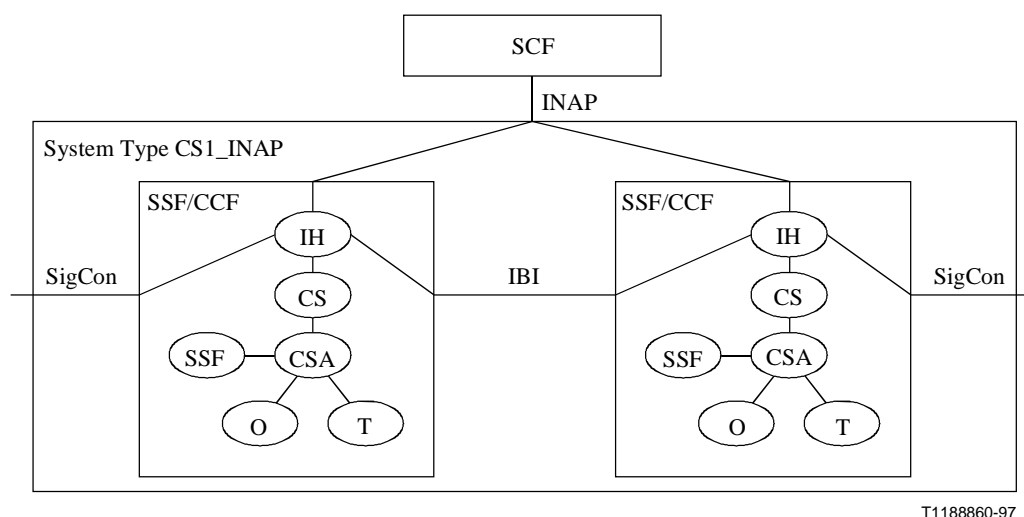 SCF
INAP
System Type CS1_INAP
SSF/CCF
SSF/CCF
IH
IH
SigCon
IBI
SigCon
CS
CS
SSF
CSA
SSF
CSA
O
T
O
T
T1188860-97